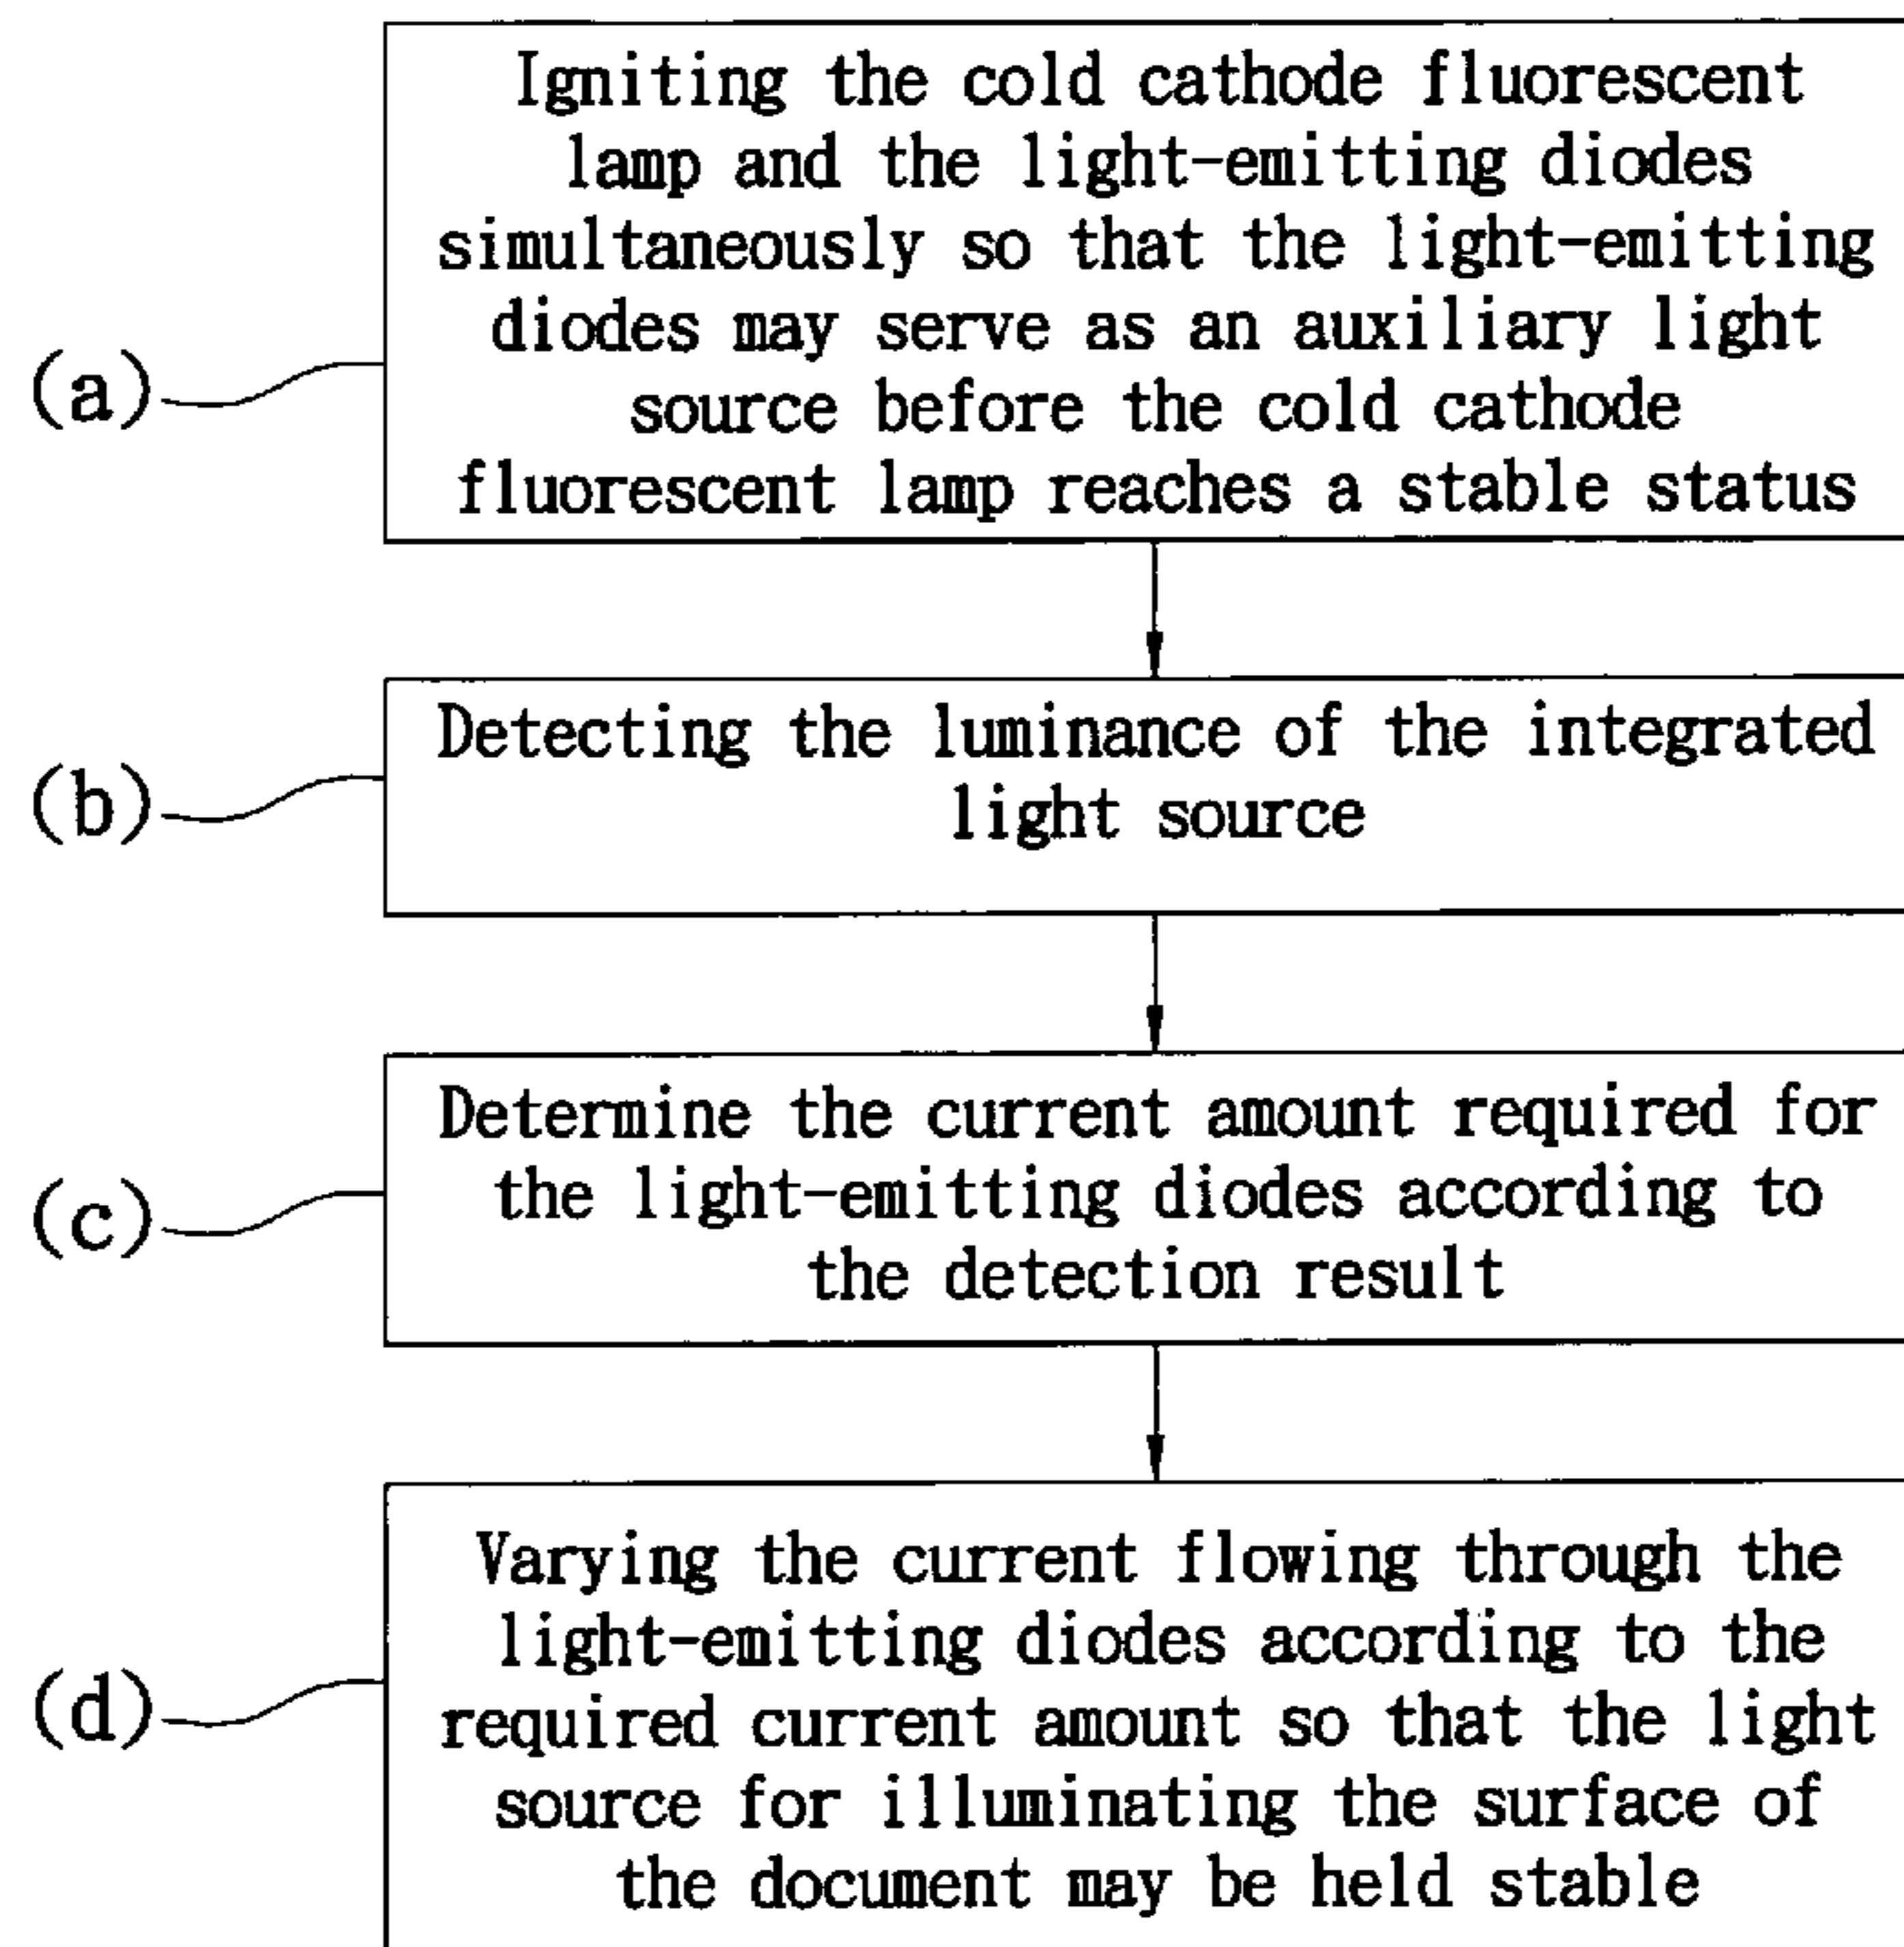 Igniting the cold cathode fluorescent
lamp and the light-emitting diodes
simultaneously so that the light-emitting
diodes may serve as an auxiliary light
source before the cold cathode
fluorescent lamp reaches a stable status
(a)
Detecting the luminance of the integrated
light source
(b)
Determine the current amount required for
the light-emitting diodes according to
the detection result
(c)
Varying the current flowing through the
light-emitting diodes according to the
required current amount so that the light
source for illuminating the surface of
the document may be held stable
(d)